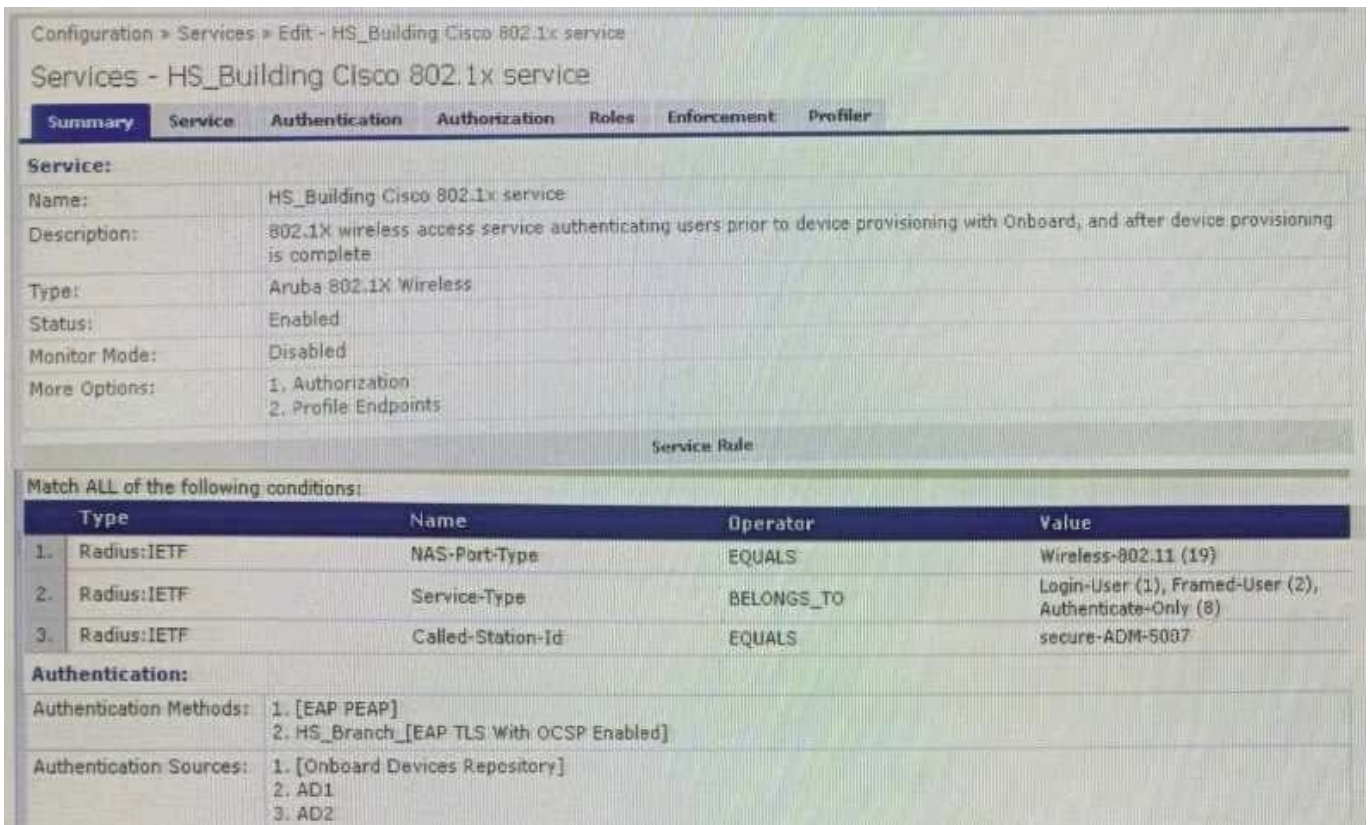 Configuration » Services » Edit - HS_Building Cisco 802.1x service
Services - HS_Building Cisco 802.1x service
Summary Service Authentication Authorization Roles Enforcement Profiler
Service:
Name: HS_Building Cisco 802.1x service
Description: 802.1X wireless access service authenticating users prior to device provisioning with Onboard, and after device provisioning
is complete
Type: Aruba 802.1X Wireless
Status: Enabled
Monitor Mode: Disabled
More Options: 1. Authorization
2. Profile Endpoints
Service Rule
Match ALL of the following conditions:
Type Name Operator Value
1. Radius:IETF NAS-Port-Type EQUALS Wireless-802.11 (19)
2. Radius:IETF Service-Type BELONGS_TO Login-User (1), Framed-User (2),
Authenticate-Only (8)
3. Radius:IETF Called-Station-Id EQUALS secure-ADM-5007
Authentication:
Authentication Methods: 1. [EAP PEAP]
2. HS_Branch_[EAP TLS With OCSP Enabled]
Authentication Sources: 1. [Onboard Devices Repository]
2. AD1
3. AD2